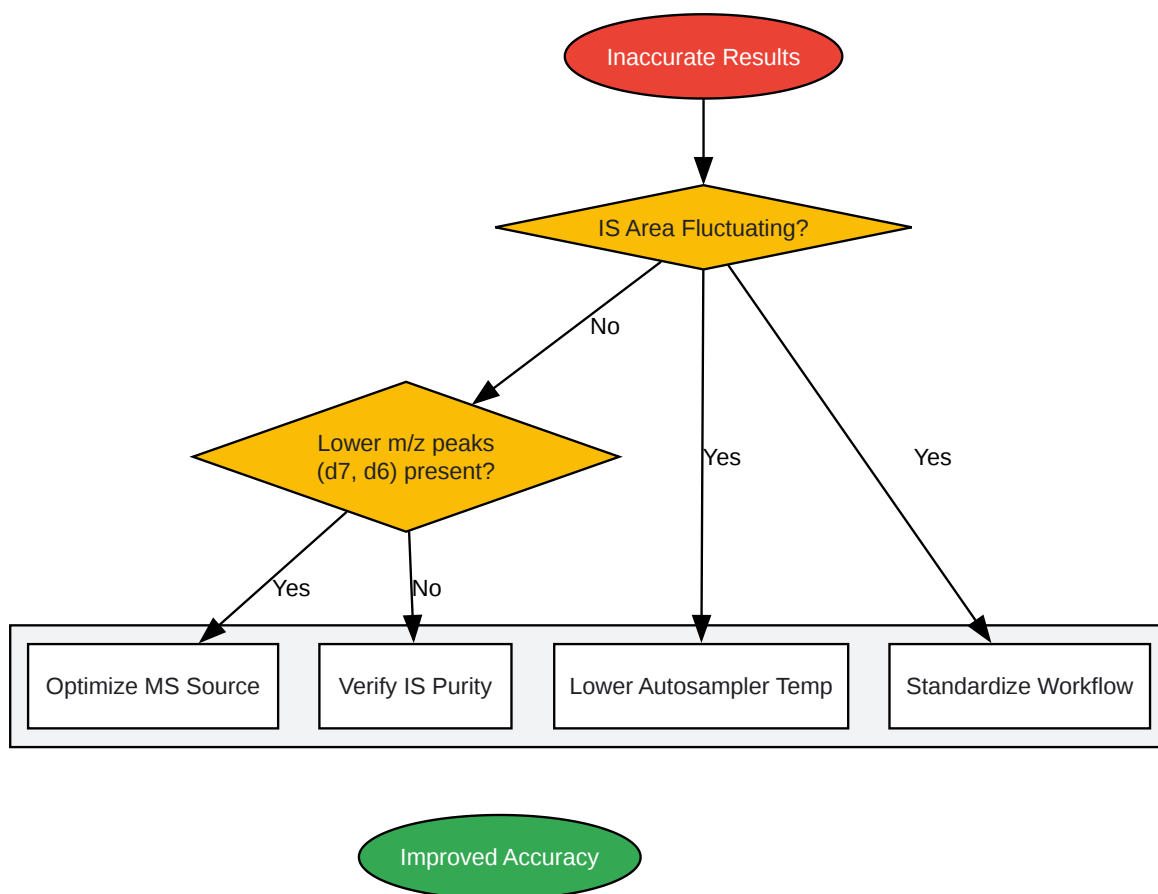 Inaccurate Results
IS Area Fluctuating?
No
Lower m/z peaks
(d7, d6) present?
Yes
Yes
Yes
No
Optimize MS Source
Verify IS Purity
Lower Autosampler Temp
Standardize Workflow
Improved Accuracy